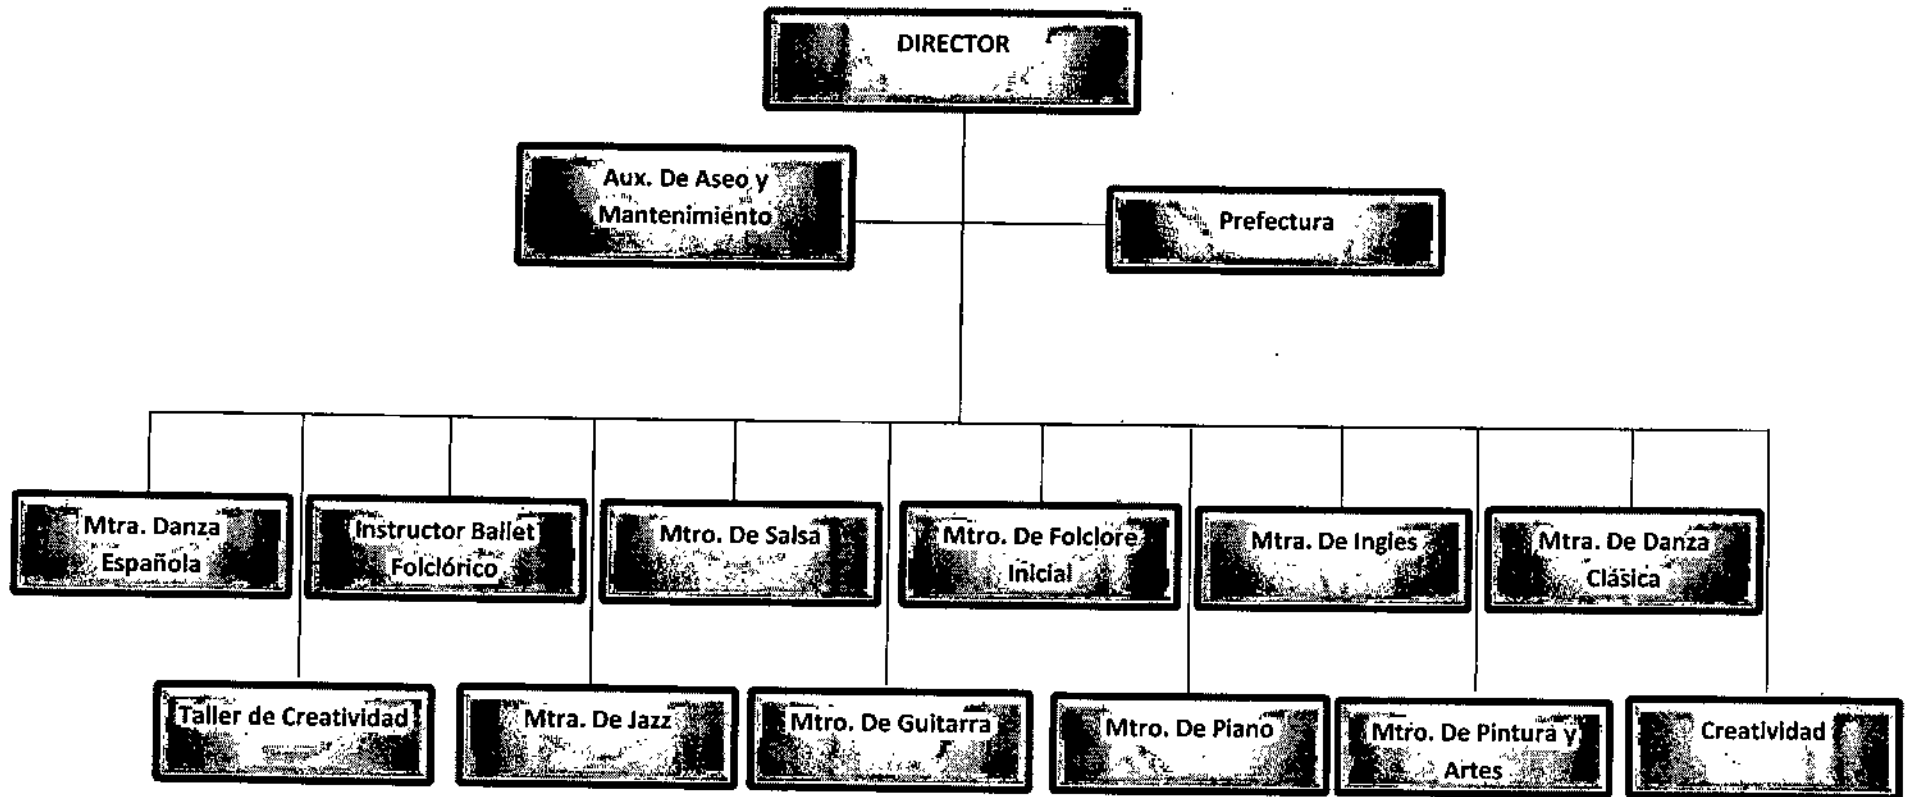 DIRECTOR
Aux. De Aseo y
Mantenimiento
Prefectura
Mtra. Danza
Española
Instructor Ballet
Folclórico
Mtro. De Salsa
Mtro. De Folclore
Inicial
Mtra. De Ingles
Mtra. De Danza
Clásica
Taller de Creatividad
Mtra. De Jazz
Mtro. De Guitarra
Mtro. De Piano
Mtro. De Pintura y
Artes
Creatividad